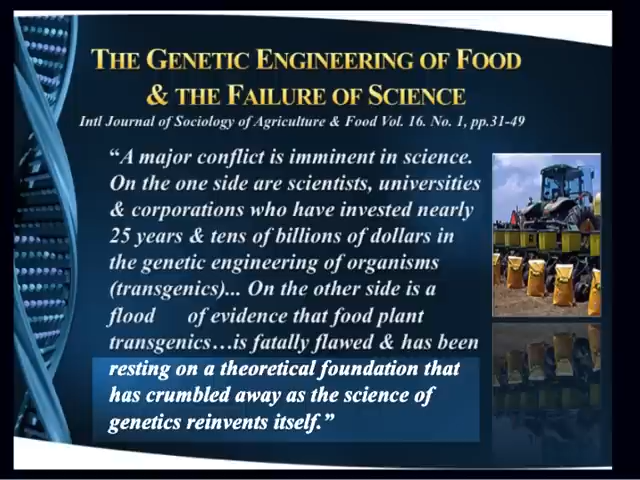 THE GENETIC ENGINEERING OF FOOD
& THE FAILURE OF SCIENCE
Intl Journal of Sociology of Agriculture & Food Vol. 16. No. 1, pp.31-49
“A major conflict is imminent in science.
On the one side are scientists, universities
& corporations who have invested nearly
25 years & tens of billions of dollars in
the genetic engineering of organisms
(transgenics)... On the other side is a
flood of evidence that food plant
transgenics…is fatally flawed & has been
resting on a theoretical foundation that
has crumbled away as the science of
genetics reinvents itself.”